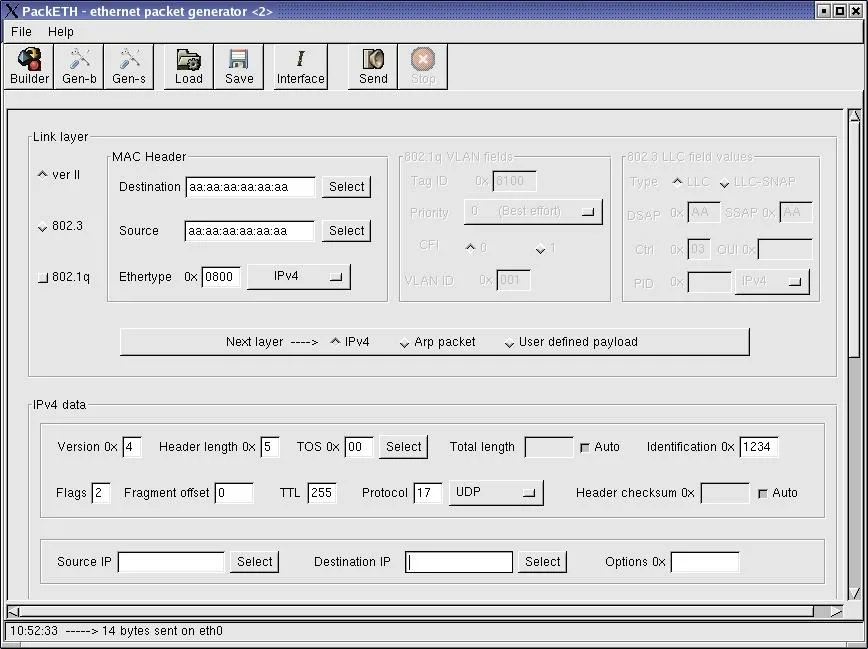 PackETH - ethernet packet generator <2>
File Help
Builder Gen-b Gen-s Load Save Interface Send Stop
Link layer
MAC Header 802.1q VLAN fields 802.3 LLC field values
ver II Destination aa:aa:aa:aa:aa:aa Select Tag ID 0x 8100 Type LLC LLC-SNAP
802.3 Source aa:aa:aa:aa:aa:aa Select Priority 0 (Best effort) DSAP 0x AA SSAP 0x AA
CFI 0 1 Ctrl 0x 03 OUI 0x
802.1q Ethertype 0x 0800 IPv4 VLAN ID 0x 001 PID 0x IPv4
Next layer ----> IPv4 Arp packet User defined payload
IPv4 data
Version 0x 4 Header length 0x 5 TOS 0x 00 Select Total length Auto Identification 0x 1234
Flags 2 Fragment offset 0 TTL 255 Protocol 17 UDP Header checksum 0x Auto
Source IP Select Destination IP Select Options 0x
10:52:33 -----> 14 bytes sent on eth0